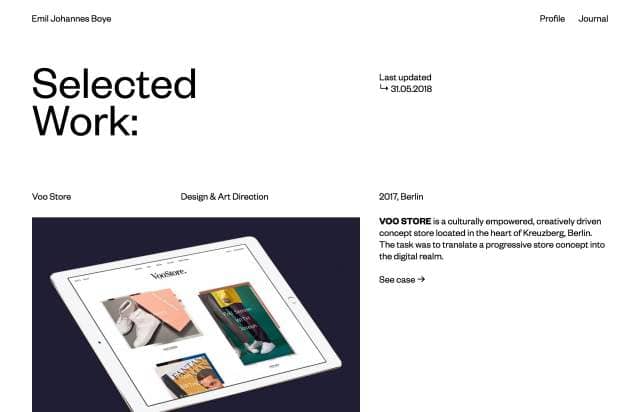 Emil Johannes Boye
Profile
Journal
Selected
Work:
Last updated
↳ 31.05.2018
Voo Store
Design & Art Direction
2017, Berlin
VOO STORE is a culturally empowered, creatively driven
concept store located in the heart of Kreuzberg, Berlin.
The task was to translate a progressive store concept into
the digital realm.
See case →
VooStore.
FANTAS